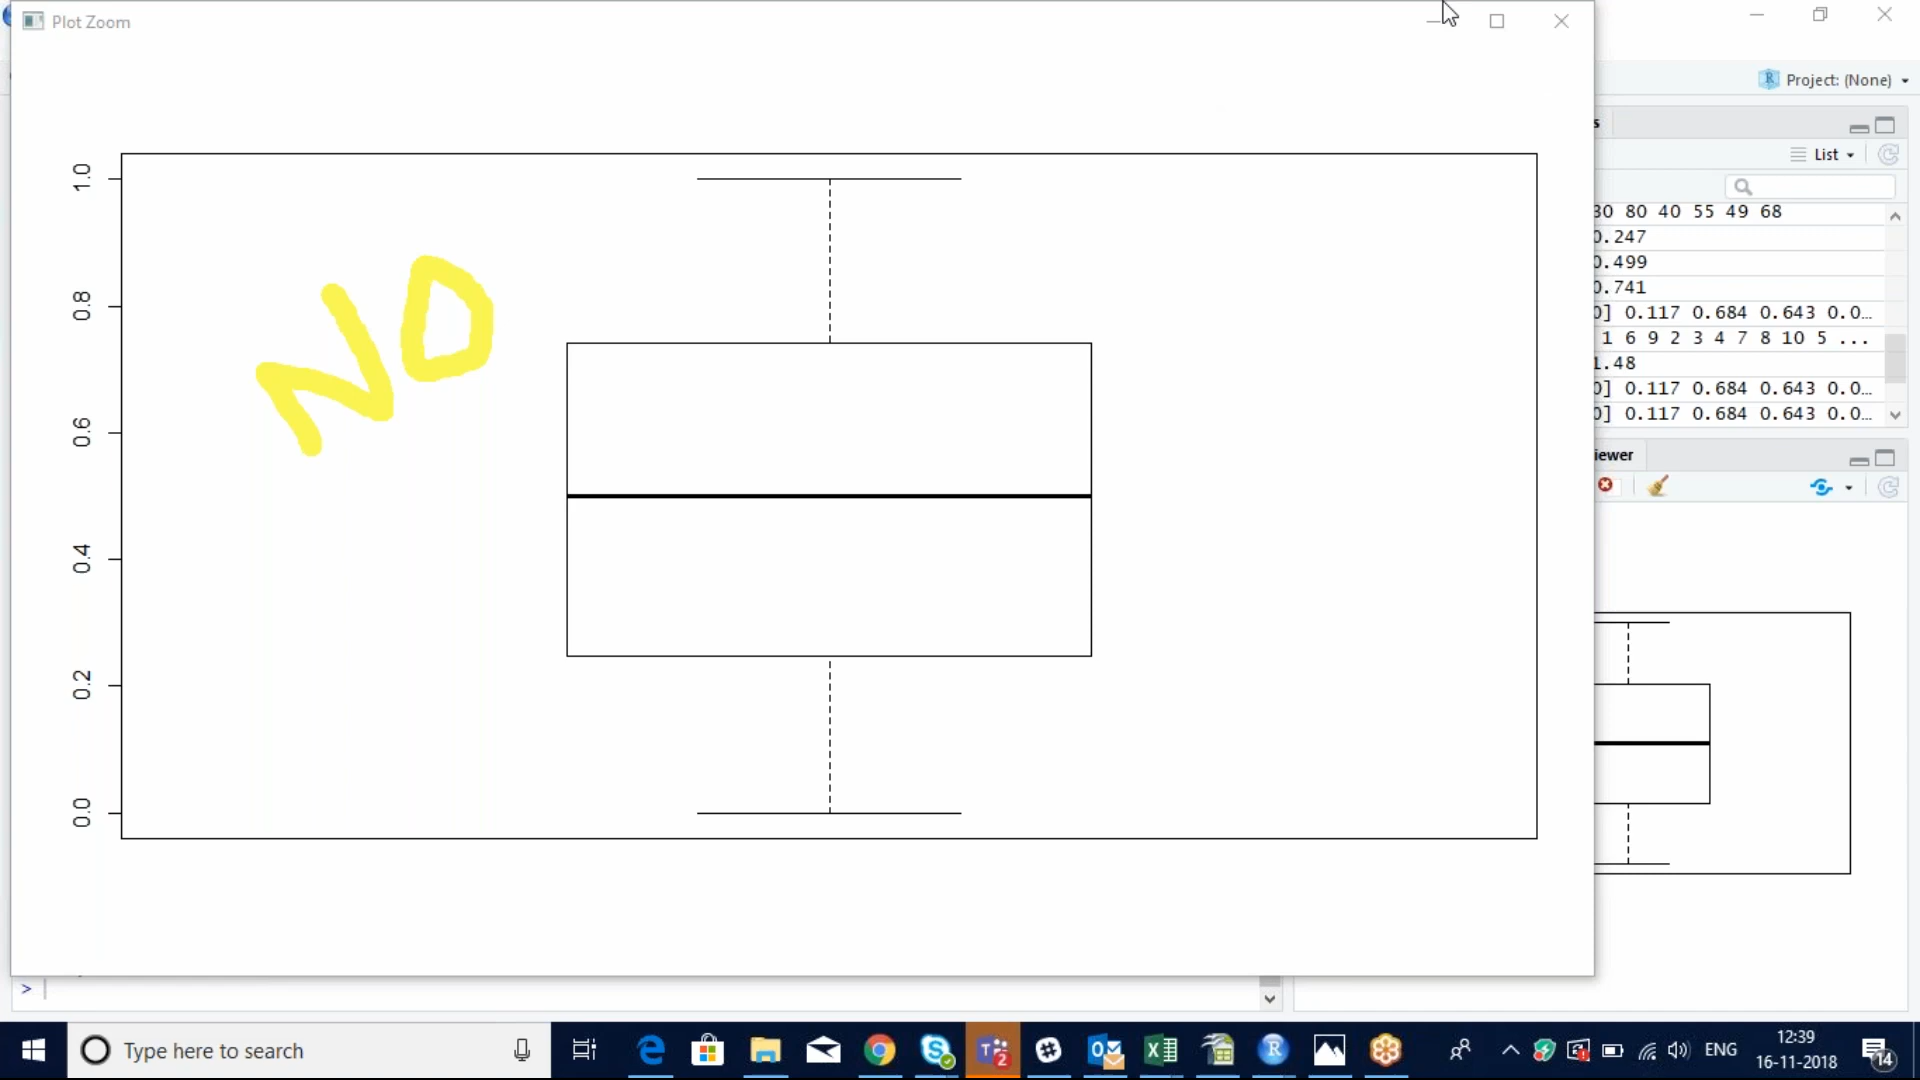 Plot Zoom
Project: (None)
s
List
30 80 40 55 49 68
0.247
0.499
0.741
0] 0.117 0.684 0.643 0.0...
1 6 9 2 3 4 7 8 10 5 ...
1.48
0] 0.117 0.684 0.643 0.0...
0] 0.117 0.684 0.643 0.0...
iewer
NO
1.0
0.8
0.6
0.4
0.2
0.0
>
Type here to search
2
ENG
12:39
16-11-2018
14